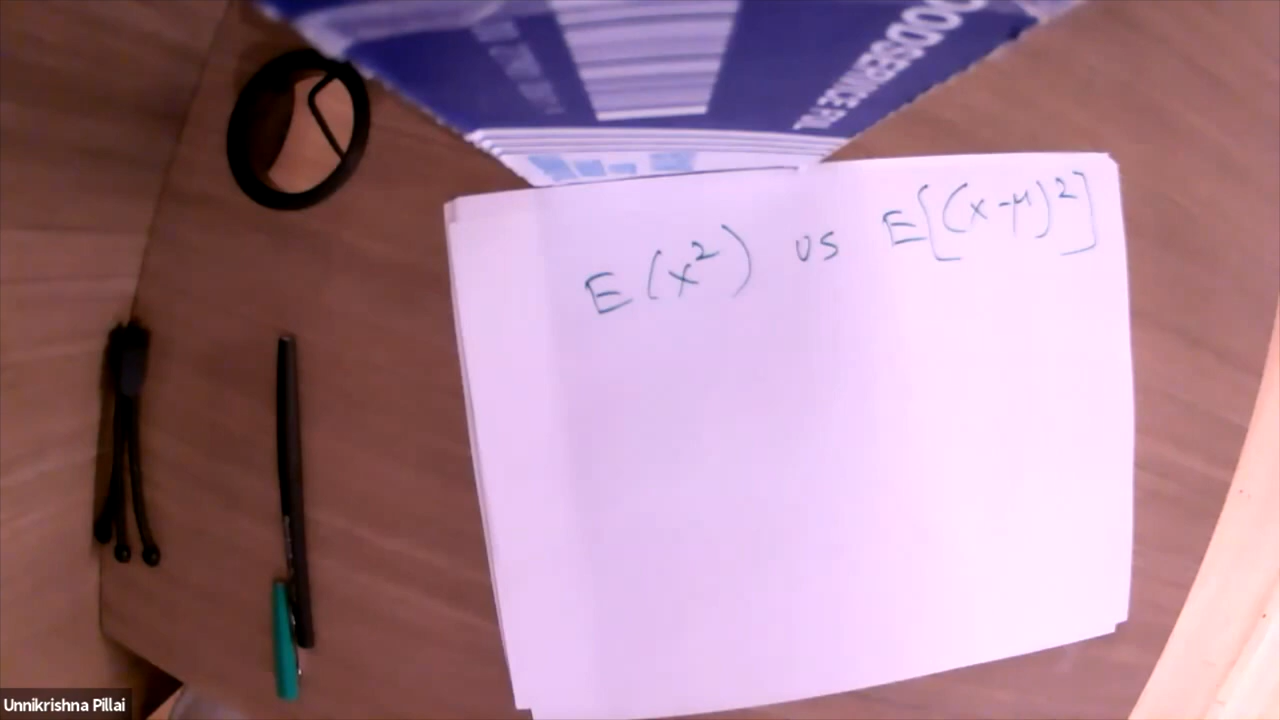 E(x²) vs E[(x-μ)²]
Unnikrishna Pillai